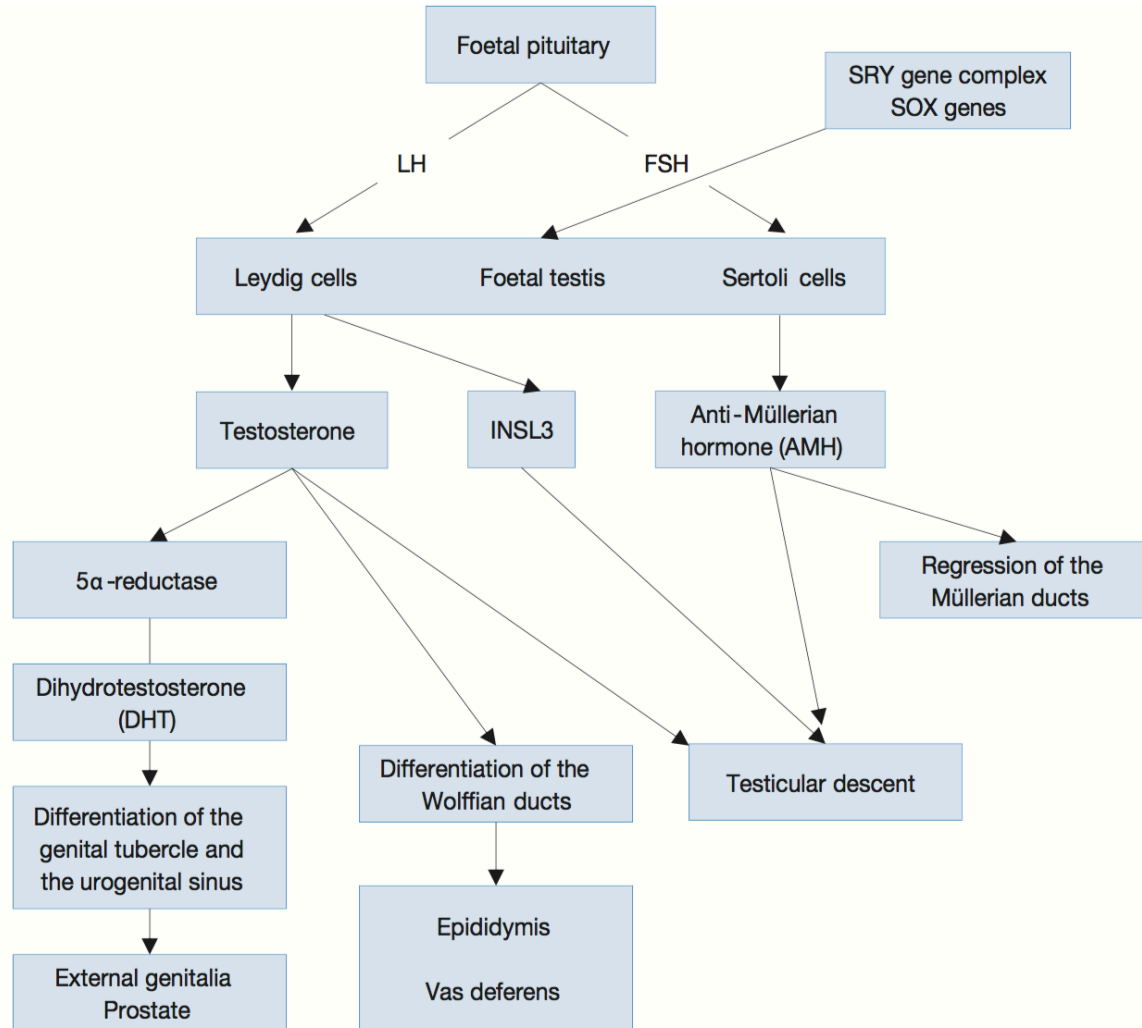 Foetal pituitary
SRY gene complex
SOX genes
LH
FSH
Leydig cells
Foetal testis
Sertoli cells
Testosterone
INSL3
Anti-Müllerian
hormone (AMH)
5α-reductase
Regression of the
Müllerian ducts
Dihydrotestosterone
(DHT)
Differentiation of the
Wolffian ducts
Testicular descent
Differentiation of the
genital tubercle and
the urogenital sinus
Epididymis
Vas deferens
External genitalia
Prostate